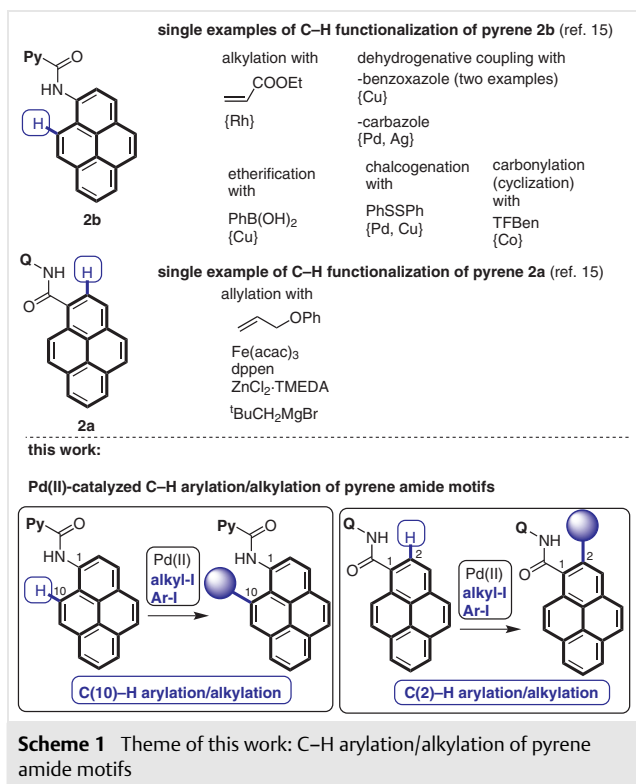 single examples of C–H functionalization of pyrene 2b (ref. 15)
Py
O
HN
H
2b
alkylation with
COOEt
{Rh}
dehydrogenative coupling with
-benzoxazole (two examples)
{Cu}
-carbazole
{Pd, Ag}
etherification
with
PhB(OH)2
{Cu}
chalcogenation
with
PhSSPh
{Pd, Cu}
carbonylation
(cyclization)
with
TFBen
{Co}
single example of C–H functionalization of pyrene 2a (ref. 15)
Q
NH
H
O
2a
allylation with
OPh
Fe(acac)3
dppen
ZnCl2·TMEDA
tBuCH2MgBr
this work:
Pd(II)-catalyzed C–H arylation/alkylation of pyrene amide motifs
Py
O
HN
1
H
10
Pd(II)
alkyl-I
Ar-I
Py
O
HN
1
10
C(10)–H arylation/alkylation
Q
NH
H
O
1
2
Pd(II)
alkyl-I
Ar-I
Q
NH
O
1
2
C(2)–H arylation/alkylation
Scheme 1 Theme of this work: C–H arylation/alkylation of pyrene
amide motifs